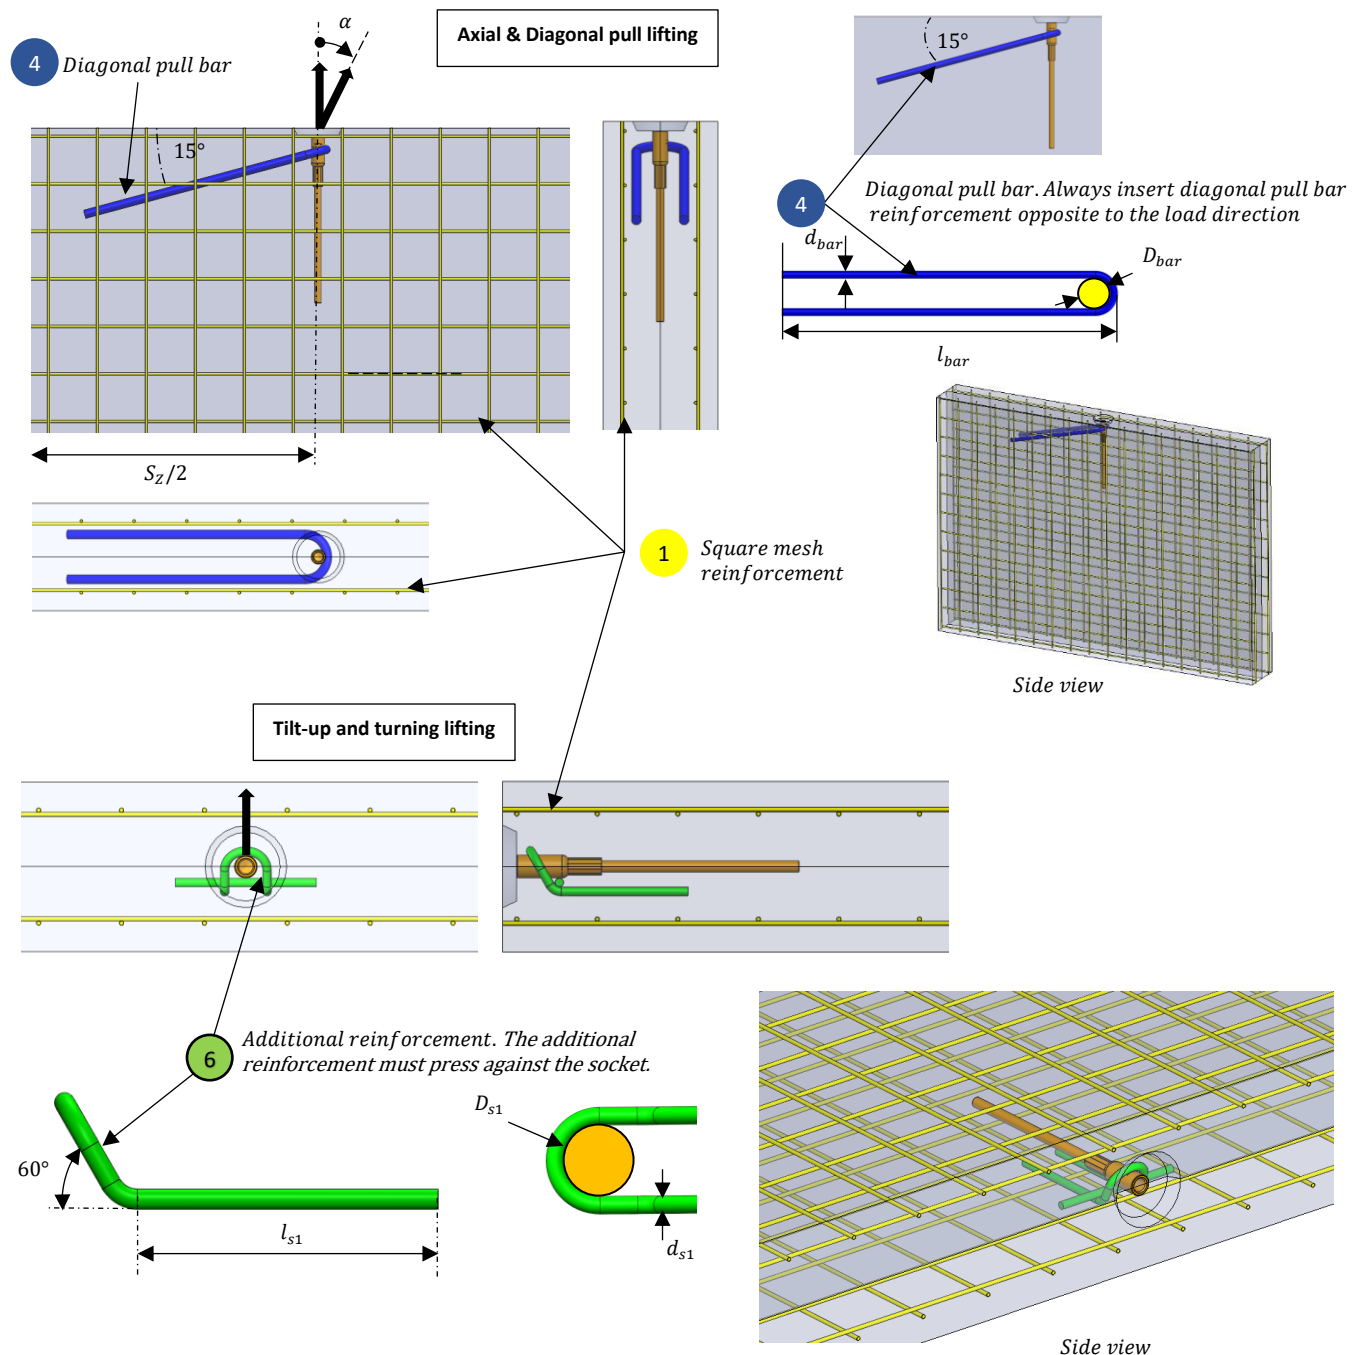 α
Axial & Diagonal pull lifting
4
Diagonal pull bar
15°
15°
4
Diagonal pull bar. Always insert diagonal pull bar
reinforcement opposite to the load direction
d_bar
D_bar
l_bar
S_Z/2
1
Square mesh
reinforcement
Side view
Tilt-up and turning lifting
6
Additional reinforcement. The additional
reinforcement must press against the socket.
60°
l_s1
D_s1
d_s1
Side view